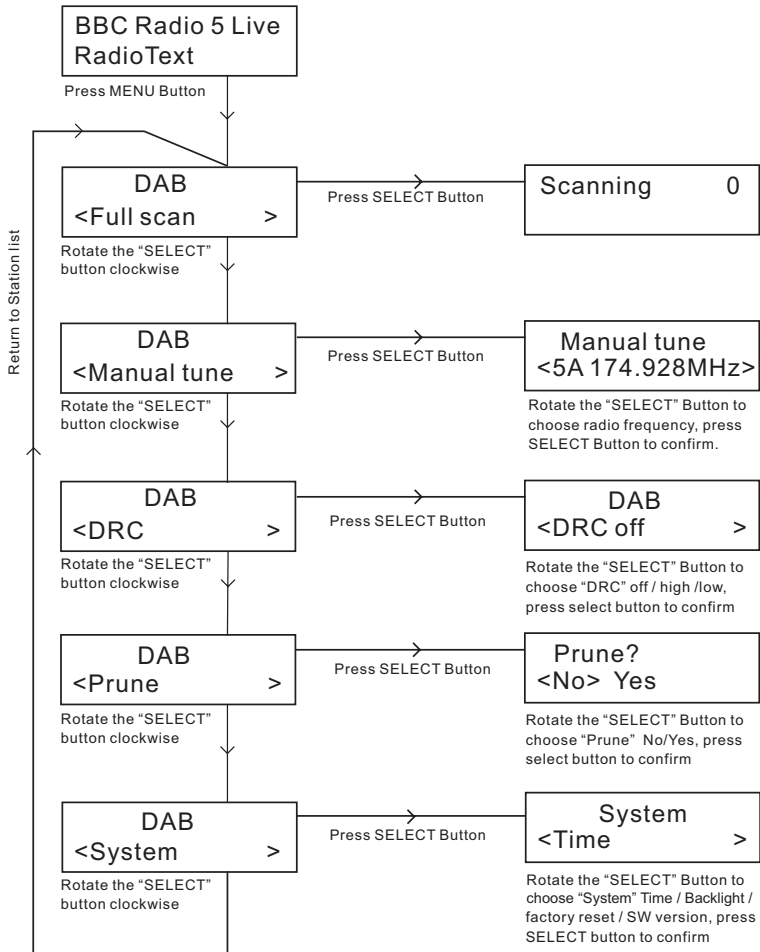 BBC Radio 5 Live
RadioText
Press MENU Button
Return to Station list
DAB
<Full scan >
Press SELECT Button
Scanning 0
Rotate the “SELECT”
button clockwise
DAB
<Manual tune >
Press SELECT Button
Manual tune
<5A 174.928MHz>
Rotate the “SELECT”
button clockwise
Rotate the “SELECT” Button to
choose radio frequency, press
SELECT Button to confirm.
DAB
<DRC >
Press SELECT Button
DAB
<DRC off >
Rotate the “SELECT”
button clockwise
Rotate the “SELECT” Button to
choose “DRC” off / high /low,
press select button to confirm
DAB
<Prune >
Press SELECT Button
Prune?
<No> Yes
Rotate the “SELECT”
button clockwise
Rotate the “SELECT” Button to
choose “Prune” No/Yes, press
select button to confirm
DAB
<System >
Press SELECT Button
System
<Time >
Rotate the “SELECT”
button clockwise
Rotate the “SELECT” Button to
choose “System” Time / Backlight /
factory reset / SW version, press
SELECT button to confirm